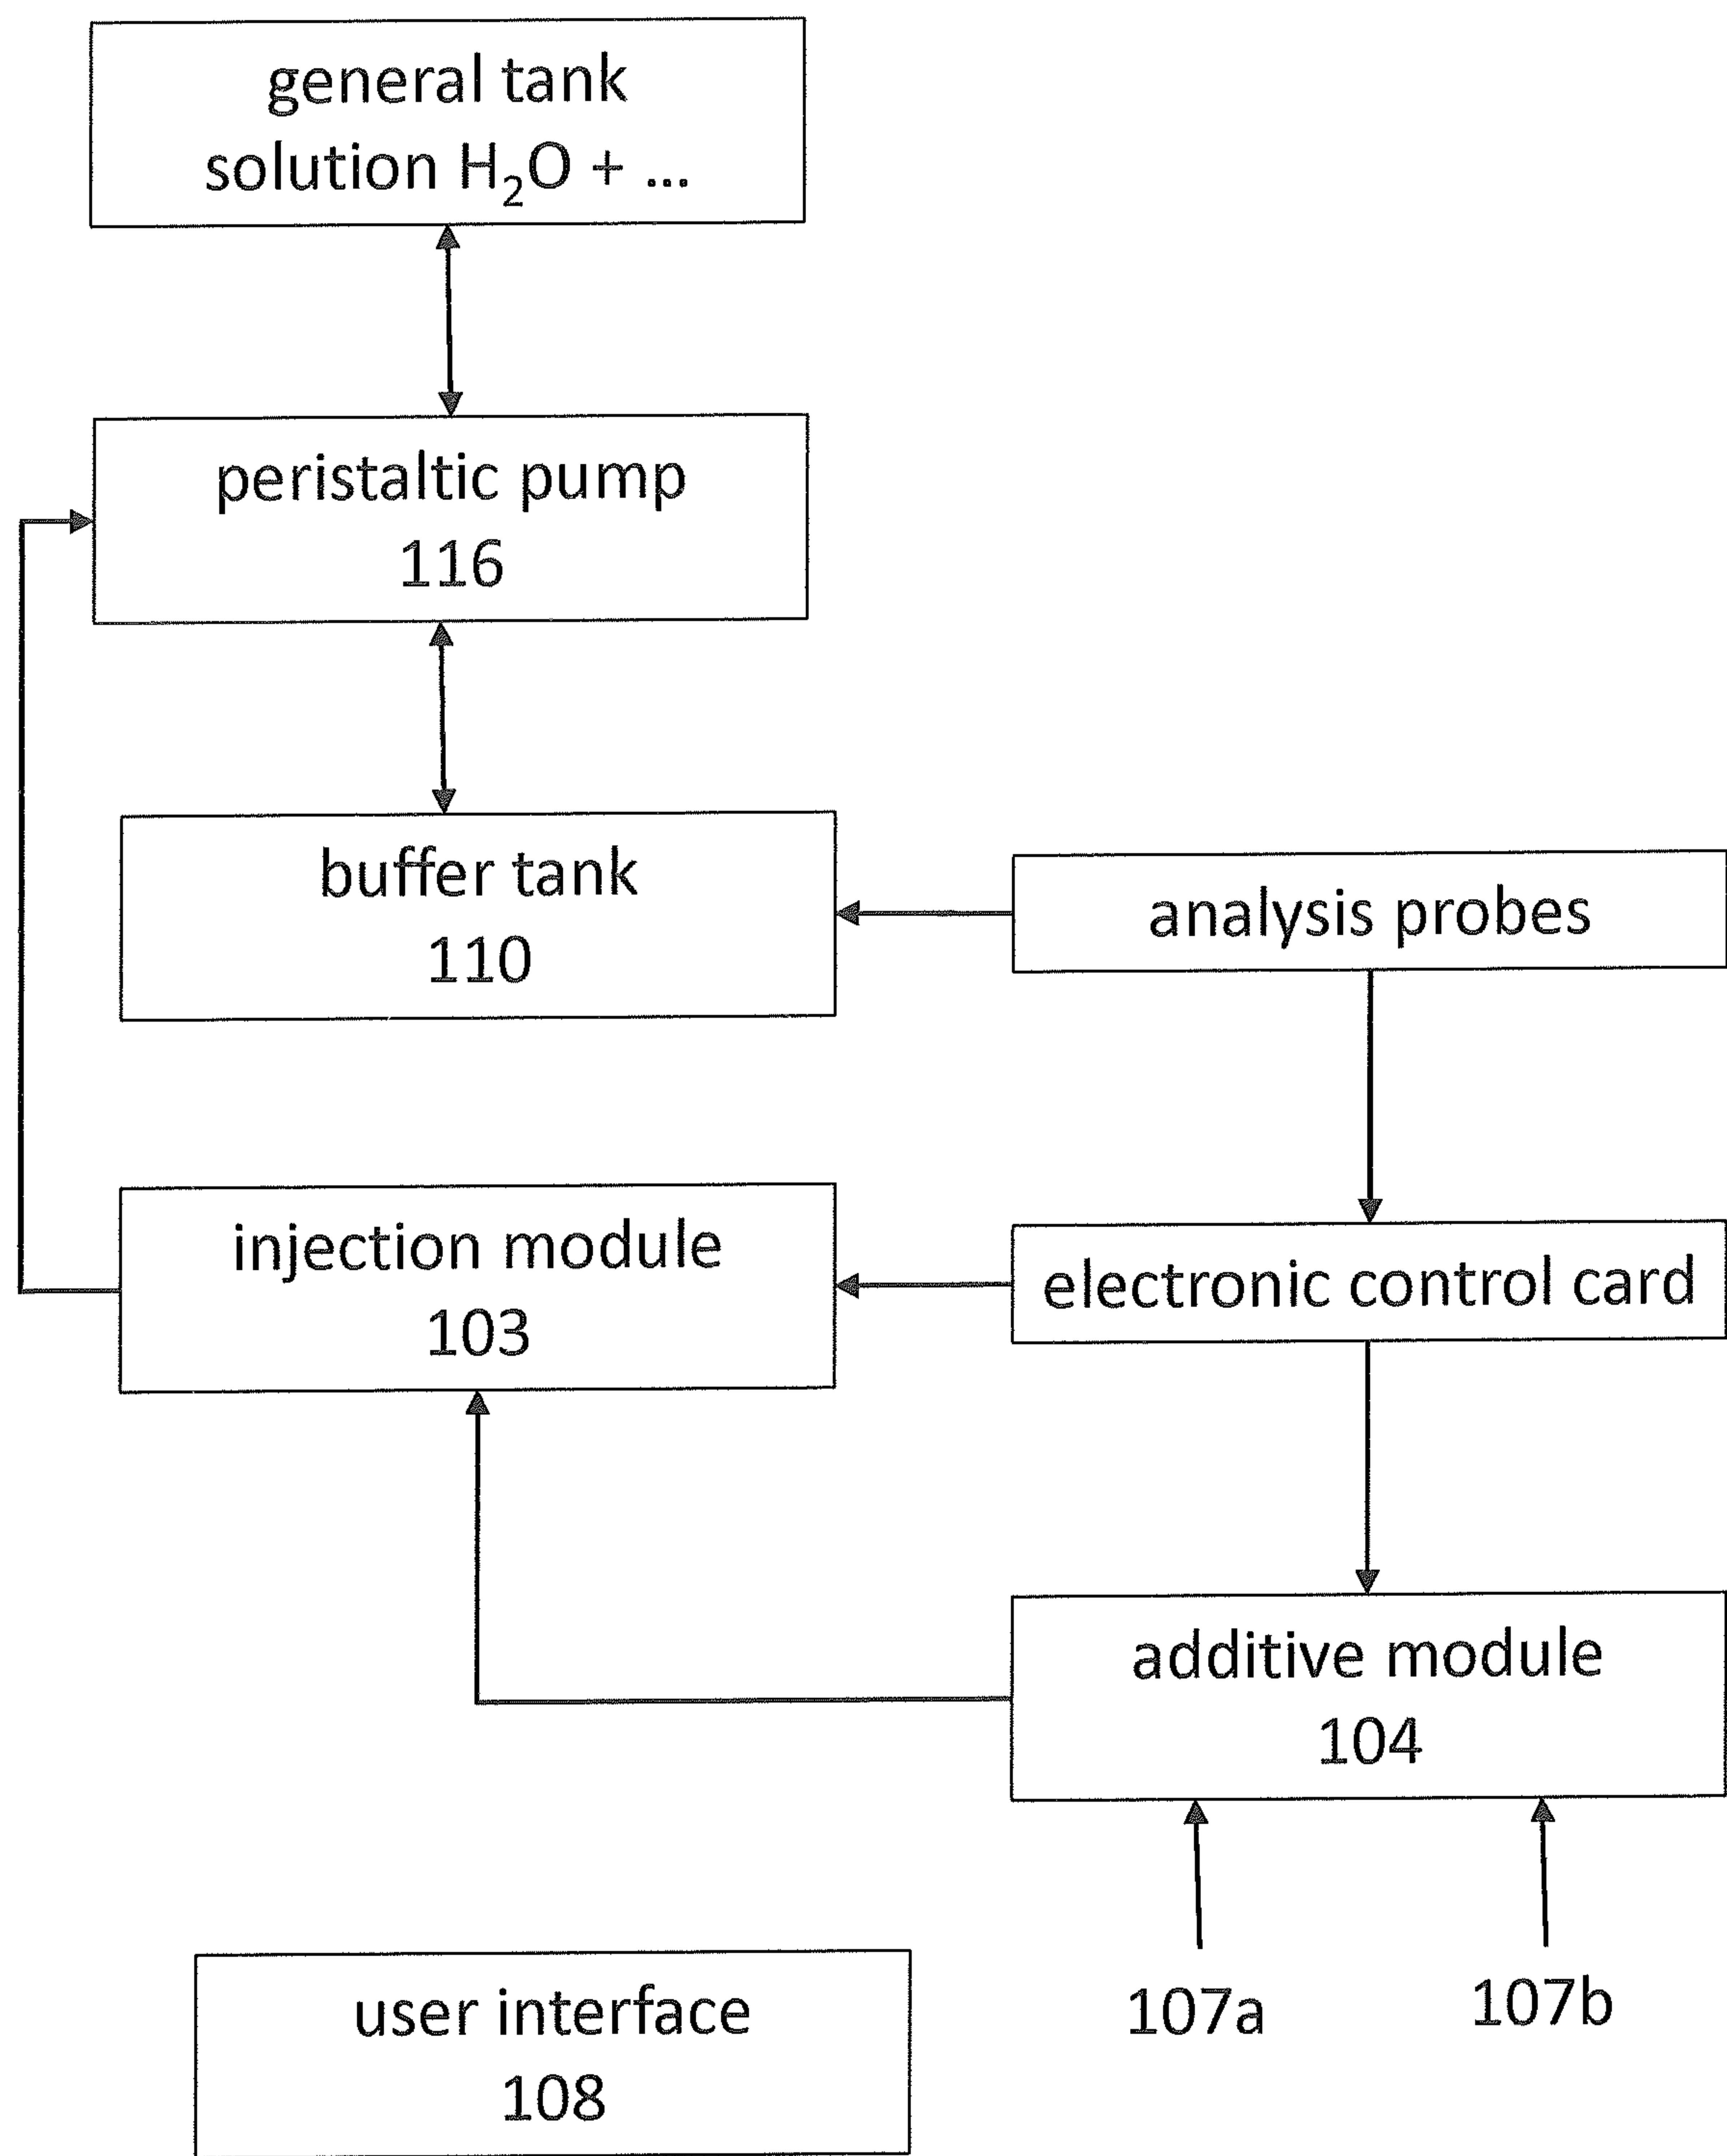 general tank
solution H₂O + ...
peristaltic pump
116
buffer tank
110
analysis probes
injection module
103
electronic control card
additive module
104
107a
107b
user interface
108